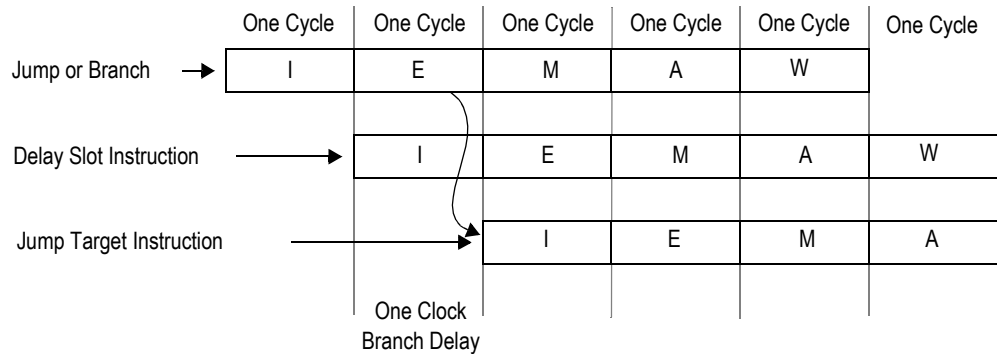 One Cycle One Cycle One Cycle One Cycle One Cycle One Cycle
Jump or Branch I E M A W
Delay Slot Instruction I E M A W
Jump Target Instruction I E M A
One Clock
Branch Delay